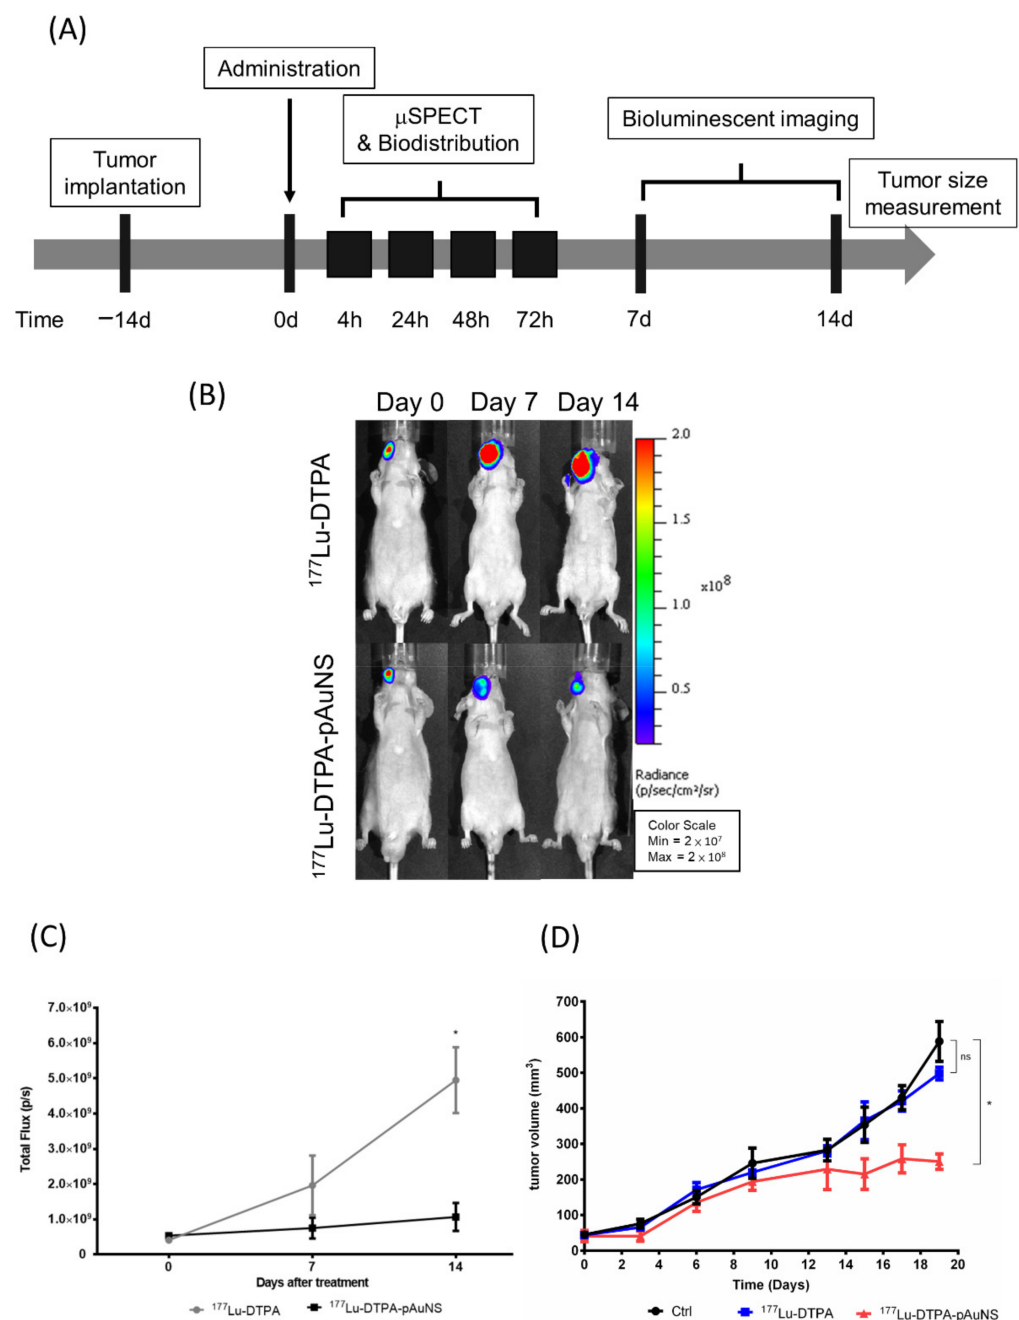 (A)
Administration
μSPECT
& Biodistribution
Bioluminescent imaging
Tumor
implantation
Tumor size
measurement
Time −14d 0d 4h 24h 48h 72h 7d 14d
(B)
Day 0 Day 7 Day 14
¹⁷⁷Lu-DTPA
¹⁷⁷Lu-DTPA-pAuNS
2.0
1.5
×10⁸
1.0
0.5
Radiance
(p/sec/cm²/sr)
Color Scale
Min = 2 × 10⁷
Max = 2 × 10⁸
(C)
7.0×10⁹
6.0×10⁹
5.0×10⁹
4.0×10⁹
3.0×10⁹
2.0×10⁹
1.0×10⁹
0
Total Flux (p/s)
*
0 7 14
Days after treatment
¹⁷⁷Lu-DTPA ¹⁷⁷Lu-DTPA-pAuNS
(D)
700
600
500
400
300
200
100
0
tumor volume (mm³)
ns
*
0 2 4 6 8 10 12 14 16 18 20
Time (Days)
Ctrl ¹⁷⁷Lu-DTPA ¹⁷⁷Lu-DTPA-pAuNS